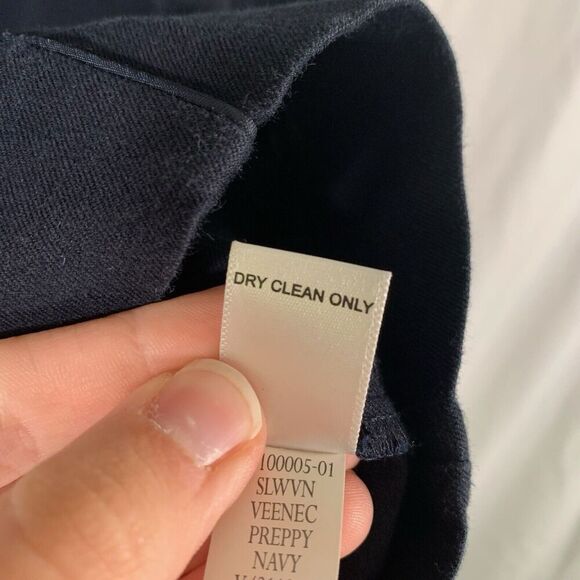 DRY CLEAN ONLY
100005-01
SLWVN
VEENEC
PREPPY
NAVY